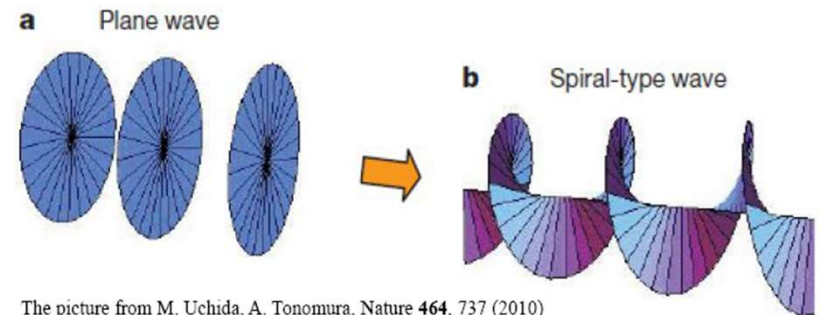 a Plane wave
b Spiral-type wave
The picture from M. Uchida, A. Tonomura, Nature 464, 737 (2010)